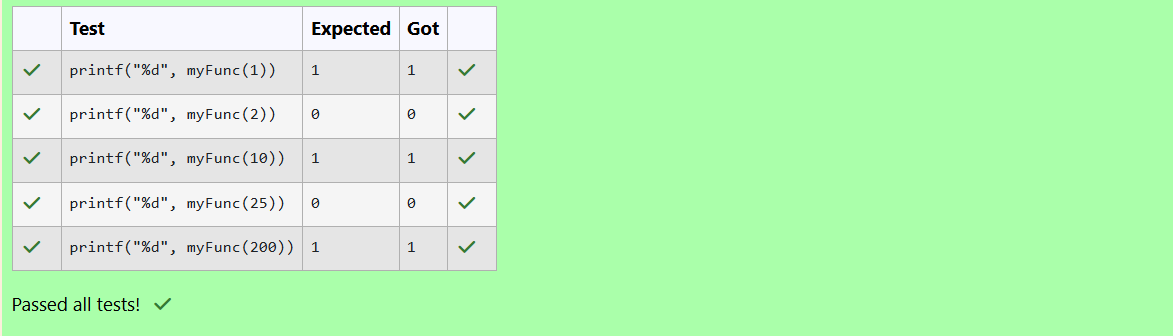 Test Expected Got
printf("%d", myFunc(1)) 1 1
printf("%d", myFunc(2)) 0 0
printf("%d", myFunc(10)) 1 1
printf("%d", myFunc(25)) 0 0
printf("%d", myFunc(200)) 1 1
Passed all tests!